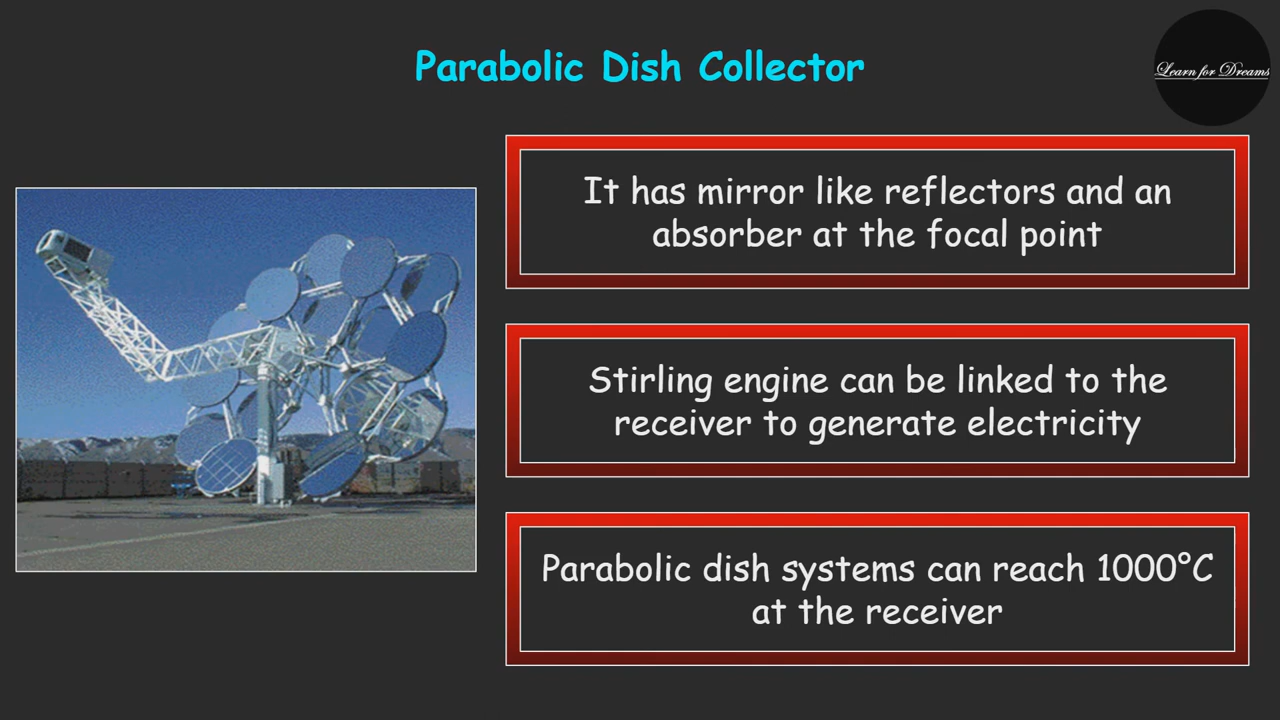 Parabolic Dish Collector
Learn for Dreams
It has mirror like reflectors and an
absorber at the focal point
Stirling engine can be linked to the
receiver to generate electricity
Parabolic dish systems can reach 1000°C
at the receiver